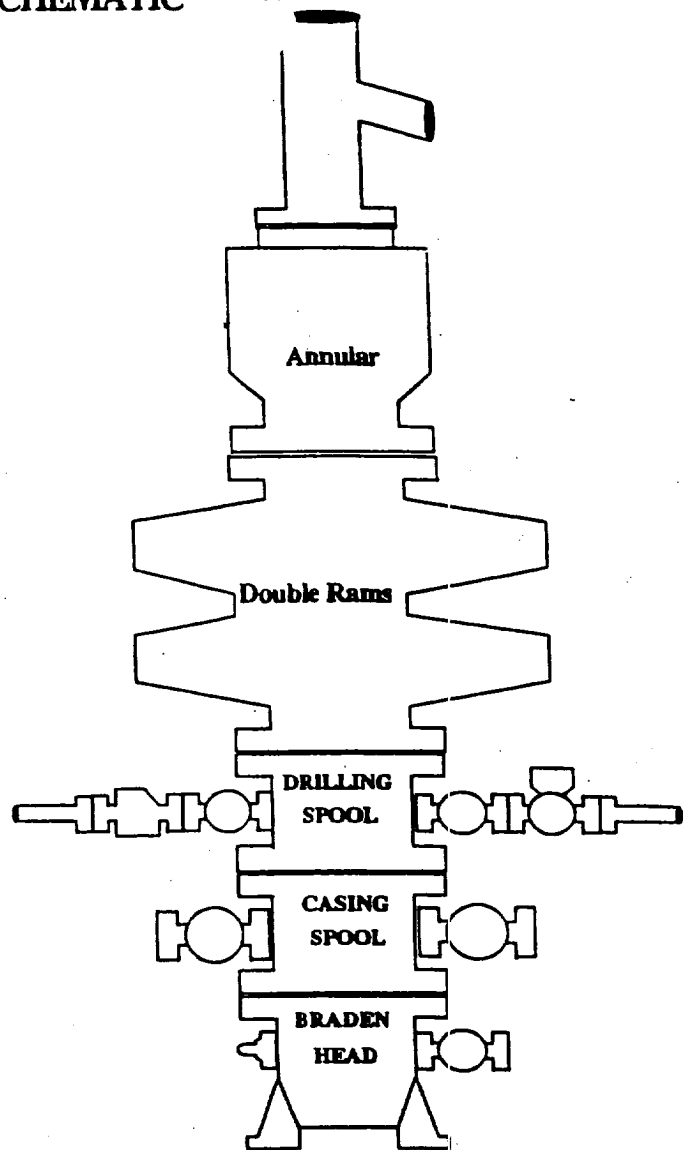 CHEMATIC
Annular
Double Rams
DRILLING
SPOOL
CASING
SPOOL
BRADEN
HEAD